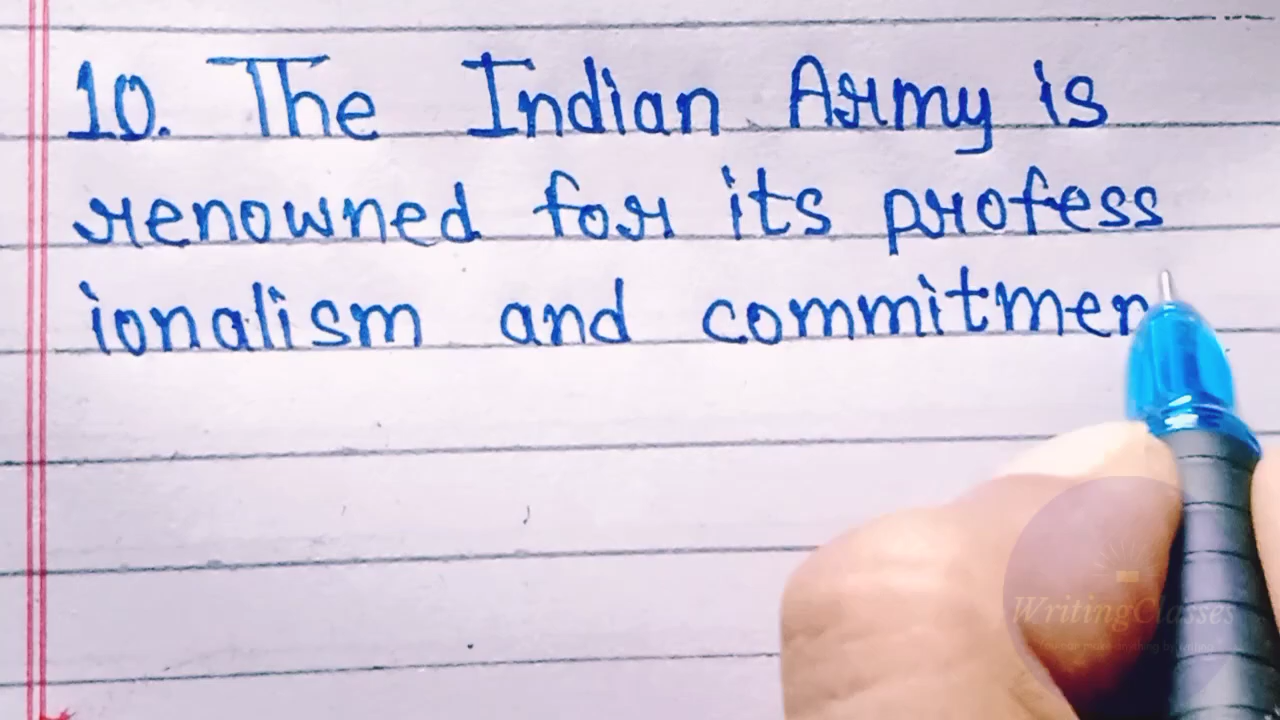 10. The Indian Army is
renowned for its profess
ionalism and commitmen
WritingClasses